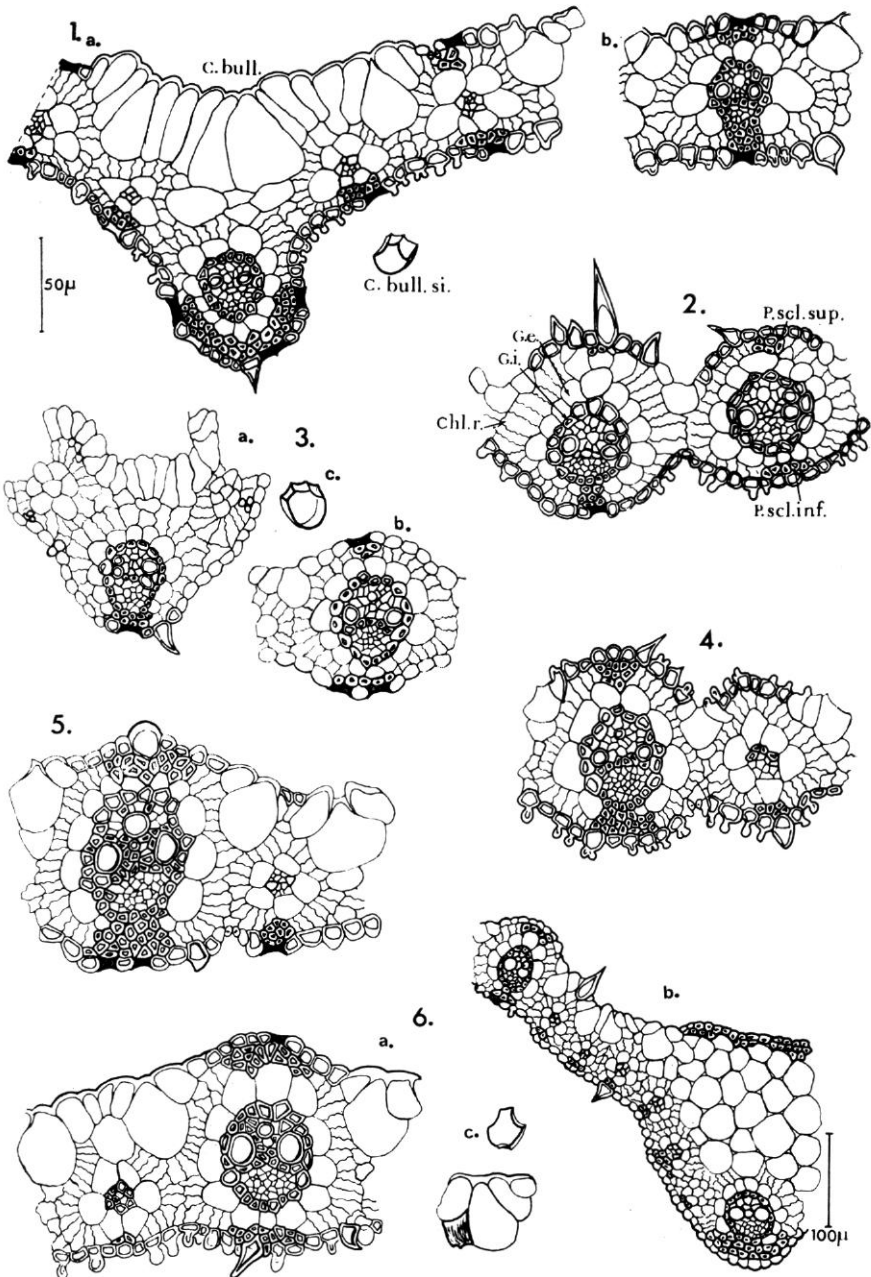 1. a.
C. bull.
b.
50μ
C. bull. si.
2.
P.scl.sup.
G.e.
G.i.
Chl.r.
P.scl.inf.
a.
3.
c.
b.
4.
5.
6.
a.
b.
c.
100μ